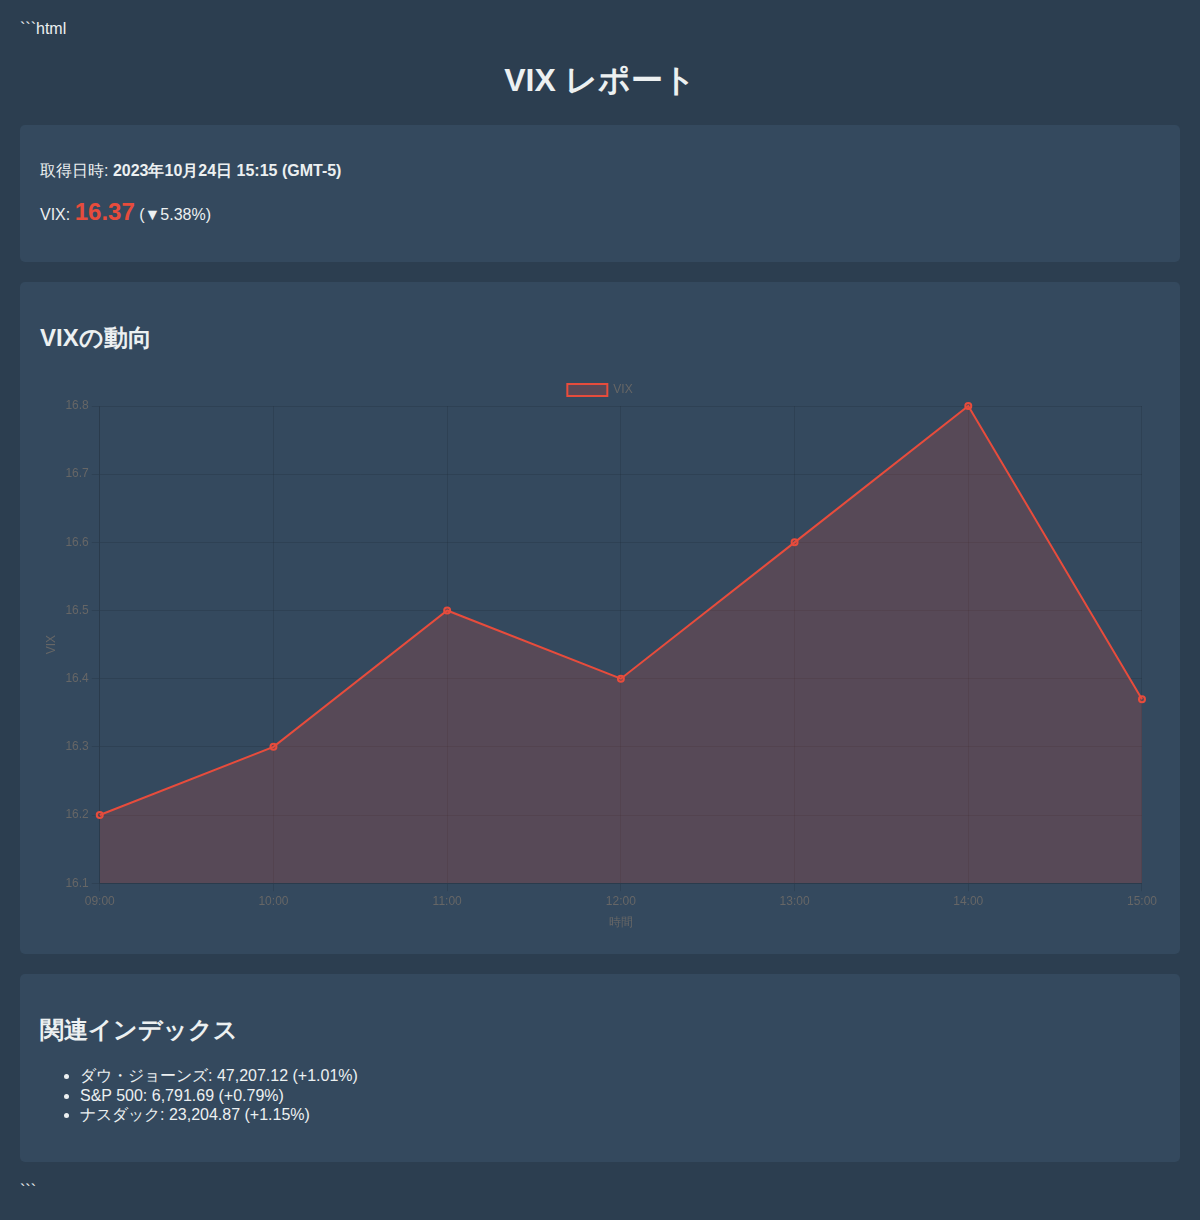 ```html
VIX レポート
取得日時: 2023年10月24日 15:15 (GMT-5)
VIX: 16.37 (▼5.38%)
VIXの動向
VIX
16.8
16.7
16.6
16.5
16.4
16.3
16.2
16.1
VIX
09:00 10:00 11:00 12:00 13:00 14:00 15:00
時間
関連インデックス
• ダウ・ジョーンズ: 47,207.12 (+1.01%)
• S&P 500: 6,791.69 (+0.79%)
• ナスダック: 23,204.87 (+1.15%)
```